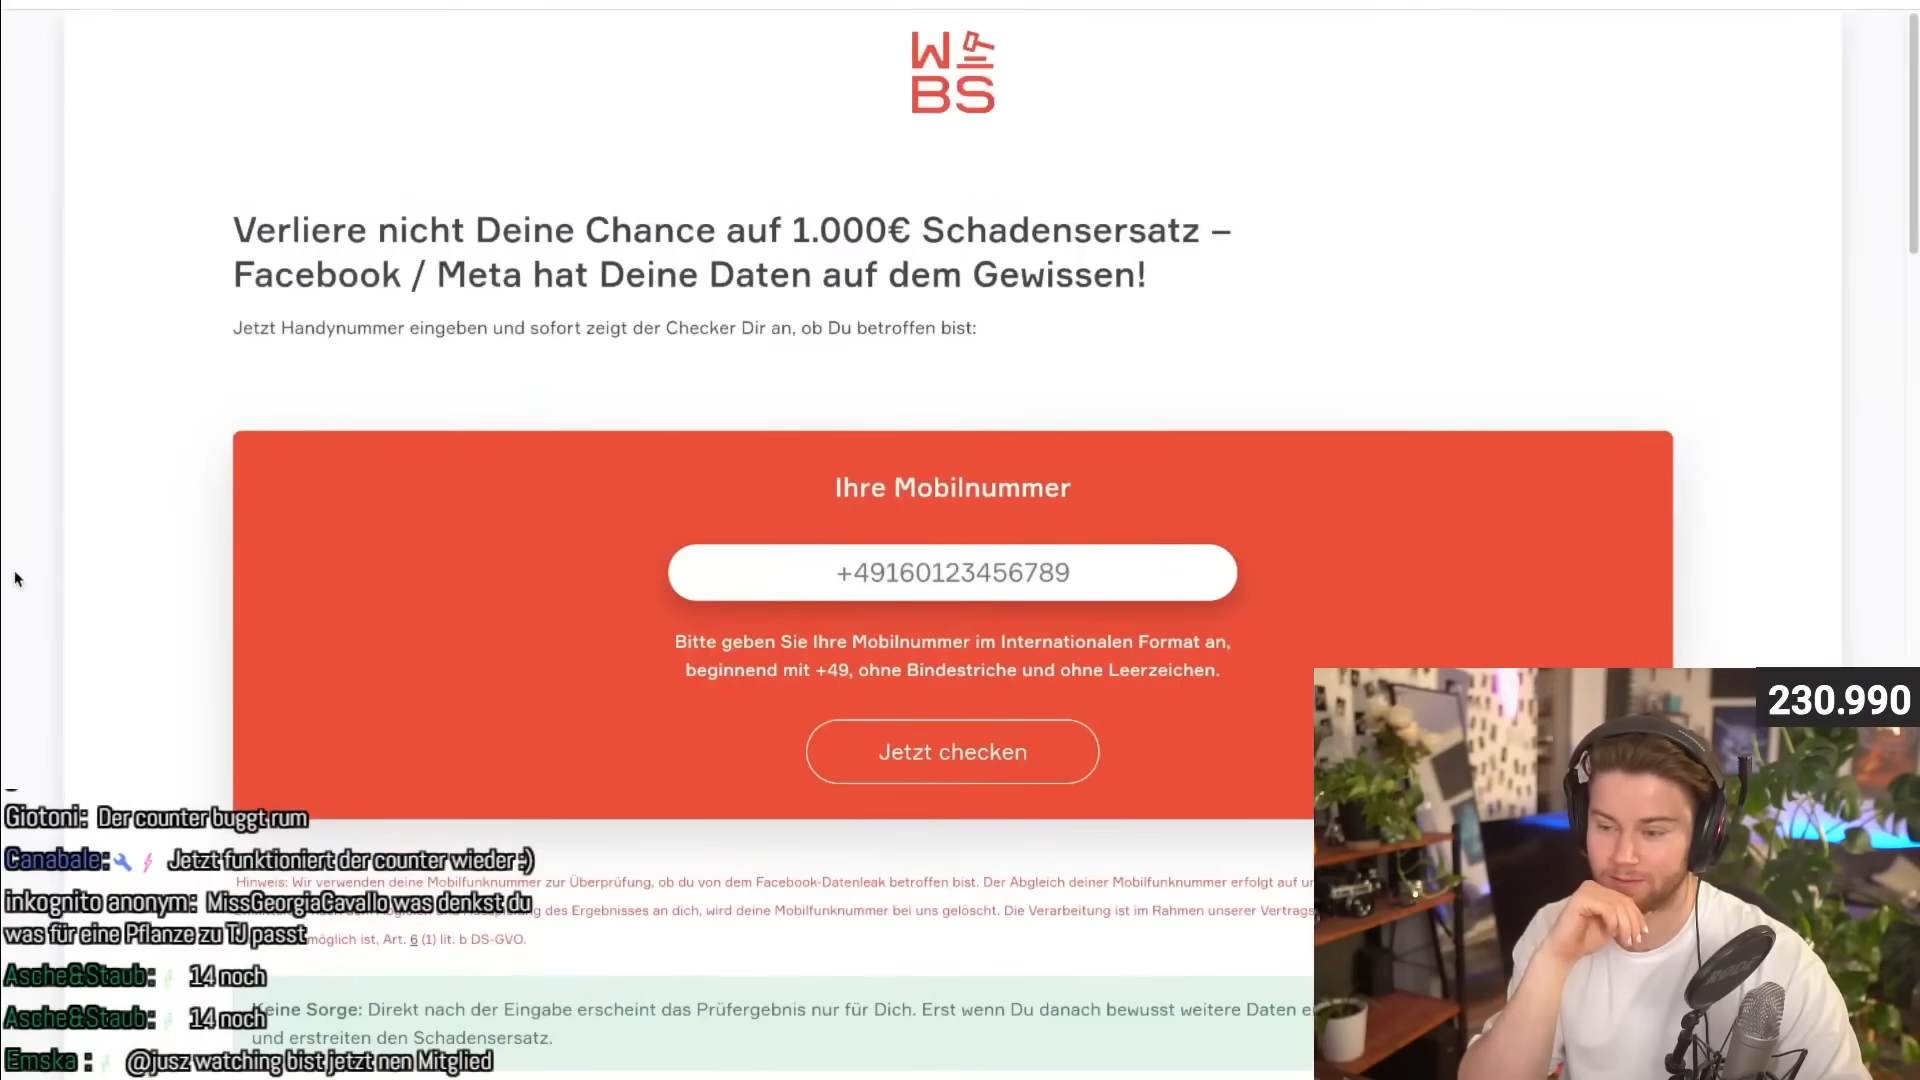 W
BS
Verliere nicht Deine Chance auf 1.000€ Schadensersatz –
Facebook / Meta hat Deine Daten auf dem Gewissen!
Jetzt Handynummer eingeben und sofort zeigt der Checker Dir an, ob Du betroffen bist:
Ihre Mobilnummer
+49160123456789
Bitte geben Sie Ihre Mobilnummer im Internationalen Format an,
beginnend mit +49, ohne Bindestriche und ohne Leerzeichen.
Jetzt checken
230.990
Giotoni: Der counter buggt rum
Canabale: Jetzt funktioniert der counter wieder :)
inkognito anonym: MissGeorgiaCavallo was denkst du
was für eine Pflanze zu TJ passt
Asche&Staub: 14 noch
Asche&Staub: 14 noch
Emska: @jusz watching bist jetzt nen Mitglied
Hinweis: Wir verwenden deine Mobilfunknummer zur Überprüfung, ob du von dem Facebook-Datenleak betroffen bist. Der Abgleich deiner Mobilfunknummer erfolgt auf
des Ergebnisses an dich, wird deine Mobilfunknummer bei uns gelöscht. Die Verarbeitung ist im Rahmen unserer Vertrags
möglich ist, Art. 6 (1) lit. b DS-GVO.
Keine Sorge: Direkt nach der Eingabe erscheint das Prüfergebnis nur für Dich. Erst wenn Du danach bewusst weitere Daten
und erstreiten den Schadensersatz.
RODE